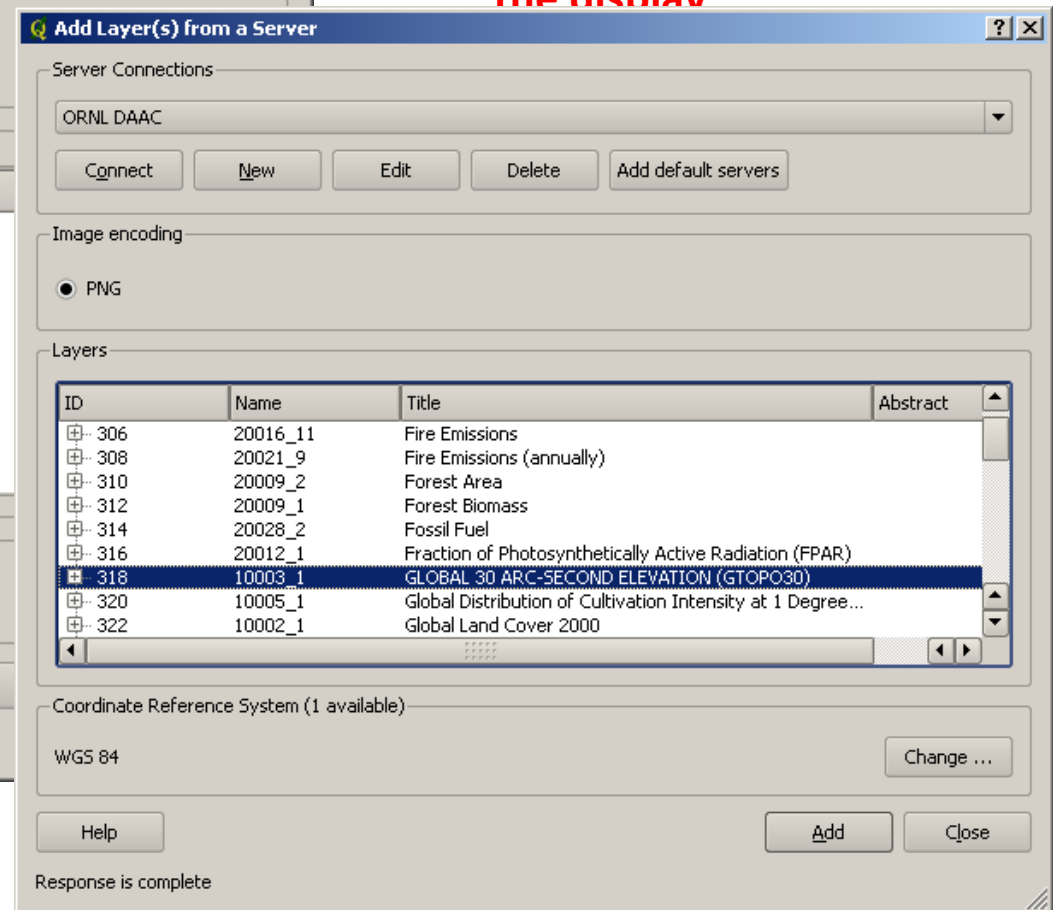 the display
Add Layer(s) from a Server
Server Connections
ORNL DAAC
Connect New Edit Delete Add default servers
Image encoding
PNG
Layers
ID Name Title Abstract
306 20016_11 Fire Emissions
308 20021_9 Fire Emissions (annually)
310 20009_2 Forest Area
312 20009_1 Forest Biomass
314 20028_2 Fossil Fuel
316 20012_1 Fraction of Photosynthetically Active Radiation (FPAR)
318 10003_1 GLOBAL 30 ARC-SECOND ELEVATION (GTOPO30)
320 10005_1 Global Distribution of Cultivation Intensity at 1 Degree...
322 10002_1 Global Land Cover 2000
Coordinate Reference System (1 available)
WGS 84 Change ...
Help Add Close
Response is complete